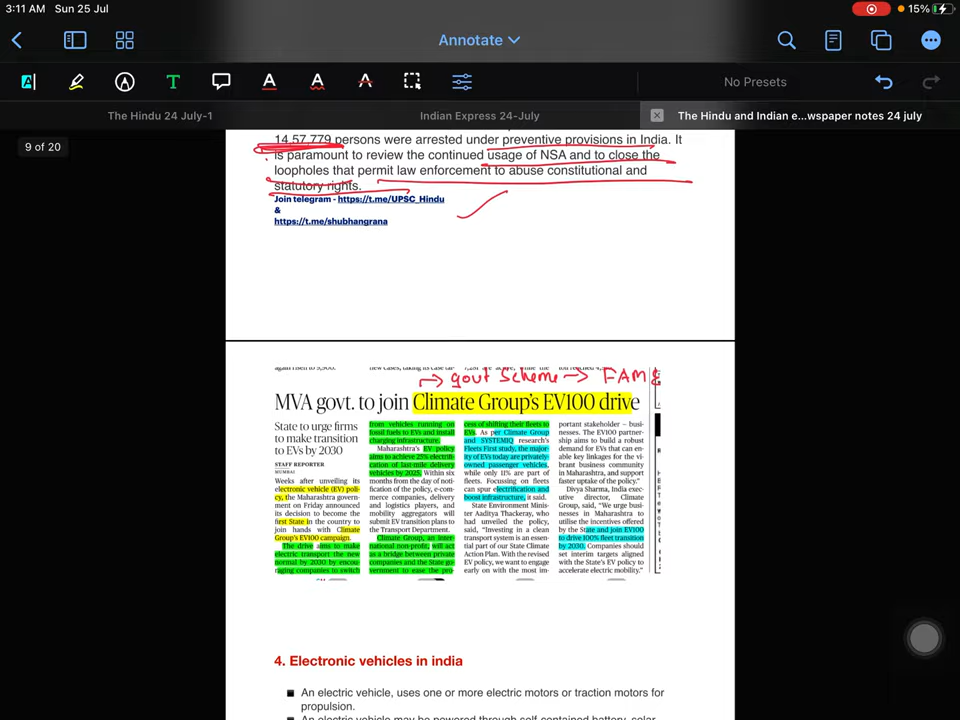 3:11 AM Sun 25 Jul
15%
Annotate
No Presets
The Hindu 24 July-1
Indian Express 24-July
The Hindu and Indian e...wspaper notes 24 july
9 of 20
14,57,779 persons were arrested under preventive provisions in India. It
is paramount to review the continued usage of NSA and to close the
loopholes that permit law enforcement to abuse constitutional and
statutory rights.
Join telegram - https://t.me/UPSC_Hindu
&
https://t.me/shubhangrana
→ govt Scheme → FAME
MVA govt. to join Climate Group's EV100 drive
State to urge firms
to make transition
to EVs by 2030
STAFF REPORTER
MUMBAI
Weeks after unveiling its
electronic vehicle (EV) poli-
cy, the Maharashtra govern-
ment on Friday announced
its decision to become the
first State in the country to
join hands with Climate
Group's EV100 campaign.
The drive aims to make
electric transport the new
normal by 2030 by encou-
raging companies to switch
from vehicles running on
fossil fuels to EVs and install
charging infrastructure.
Maharashtra's EV policy
aims to achieve 25% electrifi-
cation of last-mile delivery
vehicles by 2025. Within six
months from the day of noti-
fication of the policy, e-com-
merce companies, delivery
and logistics players, and
mobility aggregators will
submit EV transition plans to
the Transport Department.
Climate Group, an inter-
national non-profit, will act
as a bridge between private
companies and the State go-
vernment to ease the pro-
cess of shifting their fleets to
EVs. As per Climate Group
and SYSTEMIQ research's
Fleets First study, the major-
ity of EVs today are privately-
owned passenger vehicles,
while only 11% are part of
fleets. Focussing on fleets
can spur electrification and
boost infrastructure, it said.
State Environment Minis-
ter Aaditya Thackeray, who
had unveiled the policy,
said, "Investing in a clean
transport system is an essen-
tial part of our State Climate
Action Plan. With the revised
EV policy, we want to engage
early on with the most im-
portant stakeholder – busi-
nesses. The EV100 partner-
ship aims to build a robust
demand for EVs that can en-
able key linkages for the vi-
brant business community
in Maharashtra, and support
faster uptake of the policy."
Divya Sharma, India exec-
utive director, Climate
Group, said, "We urge busi-
nesses in Maharashtra to
utilise the incentives offered
by the State and join EV100
to drive 100% fleet transition
by 2030. Companies should
set interim targets aligned
with the State's EV policy to
accelerate electric mobility."
4. Electronic vehicles in india
■ An electric vehicle, uses one or more electric motors or traction motors for
propulsion.
■ An electric vehicle may be powered through self-contained battery, solar